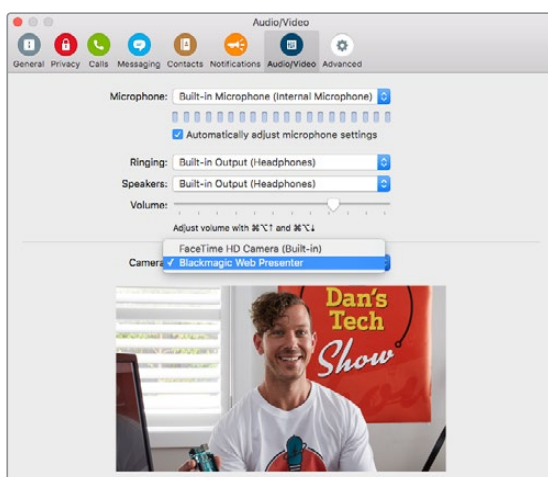 Audio/Video
General Privacy Calls Messaging Contacts Notifications Audio/Video Advanced
Microphone: Built-in Microphone (Internal Microphone)
Automatically adjust microphone settings
Ringing: Built-in Output (Headphones)
Speakers: Built-in Output (Headphones)
Volume:
Adjust volume with ⌘⌥↑ and ⌘⌥↓
FaceTime HD Camera (Built-in)
Camera ✓ Blackmagic Web Presenter
Dan's
Tech
Show